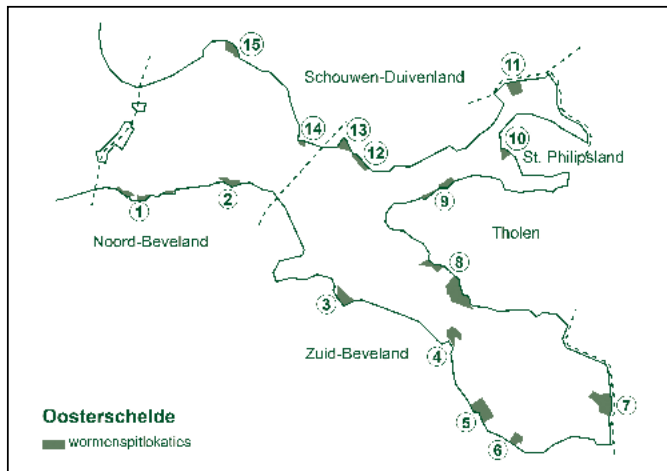 15
Schouwen-Duivenland
11
14
13
12
10
St. Philipsland
1
2
9
Noord-Beveland
Tholen
8
3
Zuid-Beveland
4
7
5
6
Oosterschelde
wormenspitlokaties